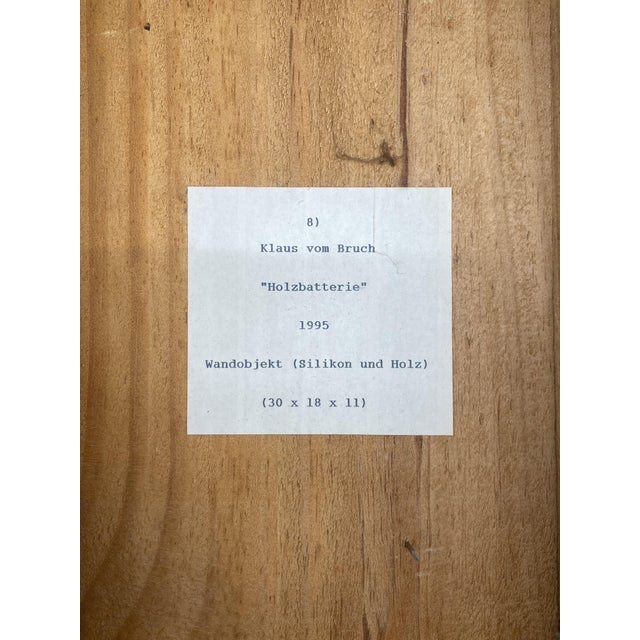 8)
Klaus vom Bruch
"Holzbatterie"
1995
Wandobjekt (Silikon und Holz)
(30 x 18 x 11)